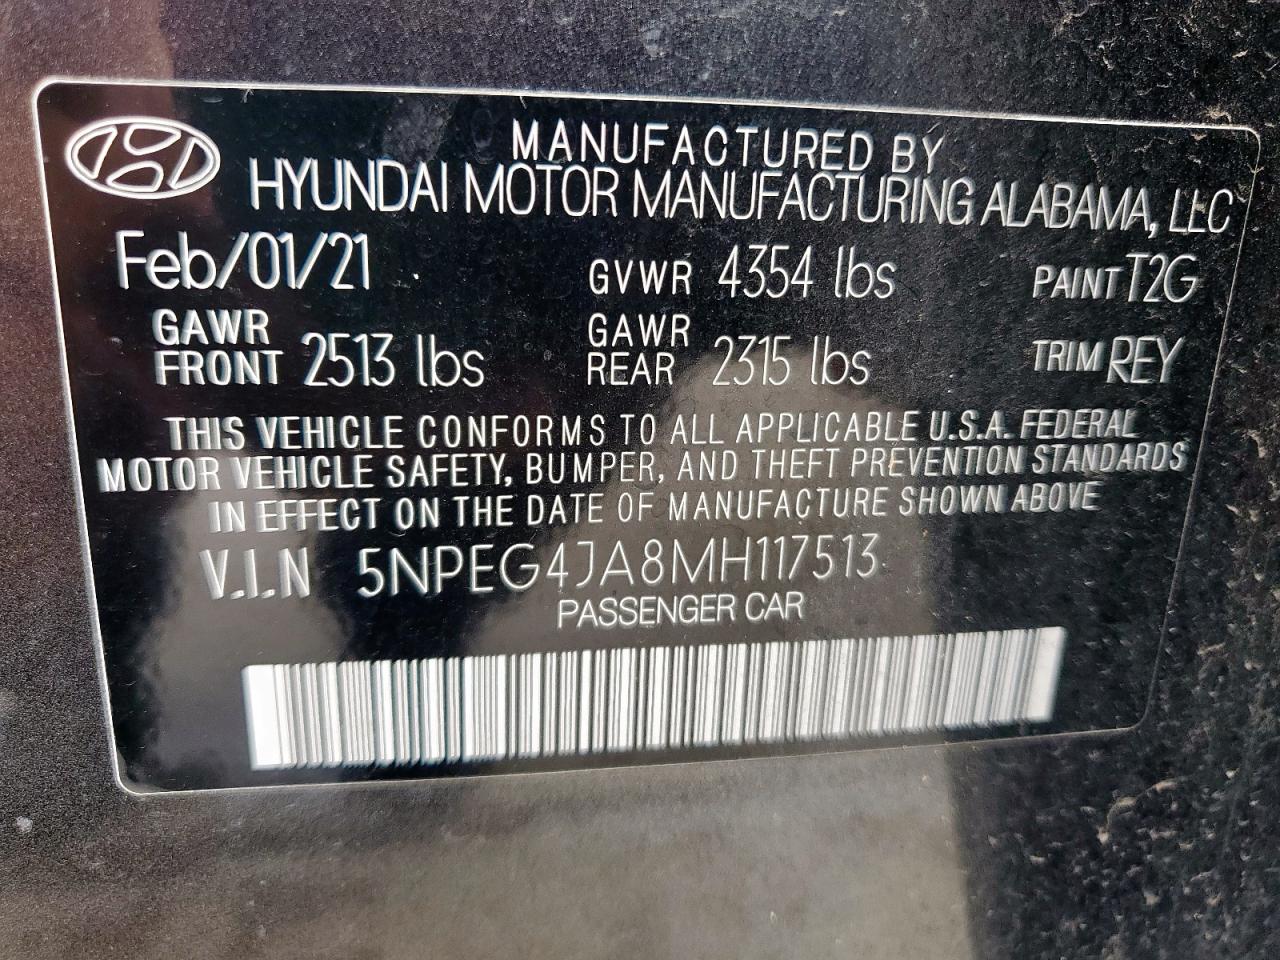 MANUFACTURED BY
HYUNDAI MOTOR MANUFACTURING ALABAMA, LLC
Feb/01/21 GVWR 4354 lbs PAINT T2G
GAWR FRONT 2513 lbs GAWR REAR 2315 lbs TRIM REY
THIS VEHICLE CONFORMS TO ALL APPLICABLE U.S.A. FEDERAL
MOTOR VEHICLE SAFETY, BUMPER, AND THEFT PREVENTION STANDARDS
IN EFFECT ON THE DATE OF MANUFACTURE SHOWN ABOVE
V.I.N 5NPEG4JA8MH117513
PASSENGER CAR